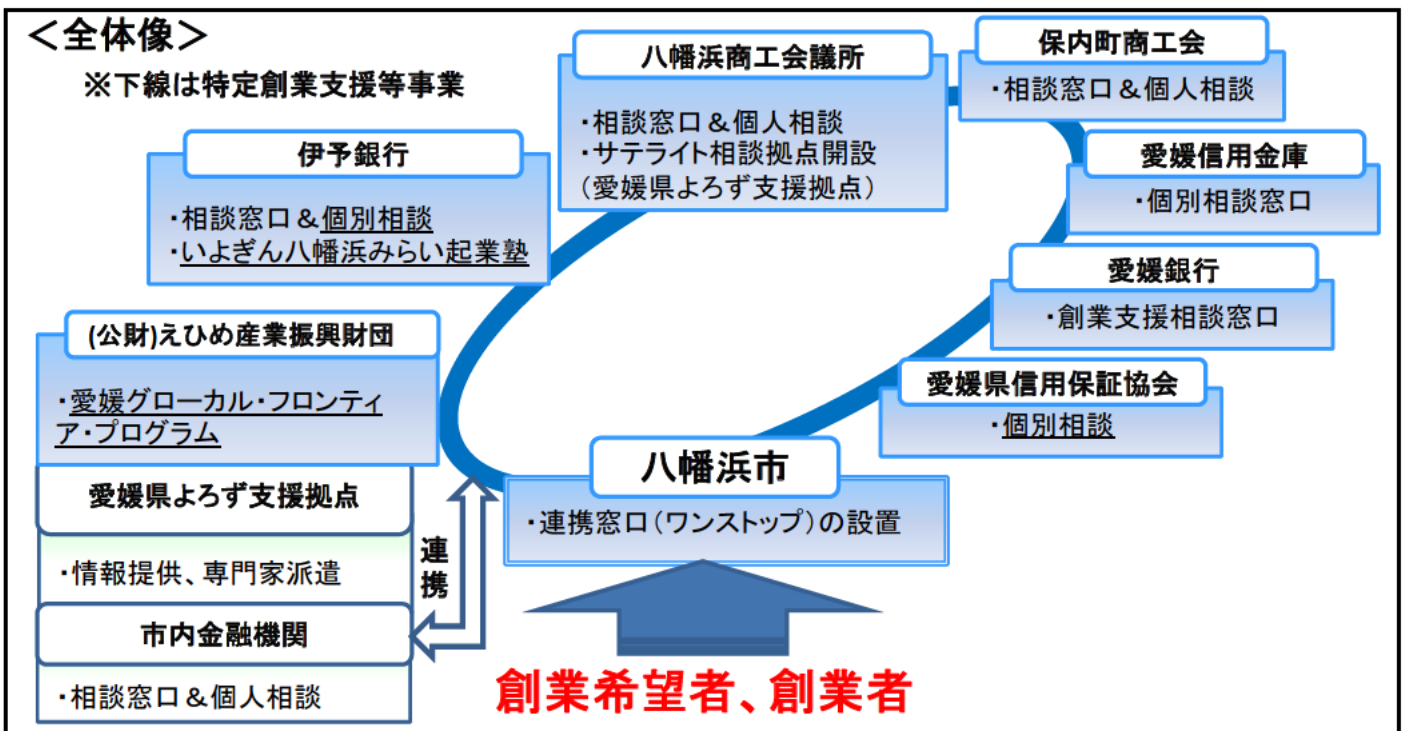 ＜全体像＞
※下線は特定創業支援等事業
八幡浜商工会議所
・相談窓口＆個人相談
・サテライト相談拠点開設
（愛媛県よろず支援拠点）
保内町商工会
・相談窓口＆個人相談
伊予銀行
・相談窓口＆個別相談
・いよぎん八幡浜みらい起業塾
愛媛信用金庫
・個別相談窓口
愛媛銀行
・創業支援相談窓口
(公財)えひめ産業振興財団
・愛媛グローカル・フロンティ
ア・プログラム
愛媛県信用保証協会
・個別相談
八幡浜市
・連携窓口（ワンストップ）の設置
愛媛県よろず支援拠点
・情報提供、専門家派遣
連
携
市内金融機関
・相談窓口＆個人相談
創業希望者、創業者